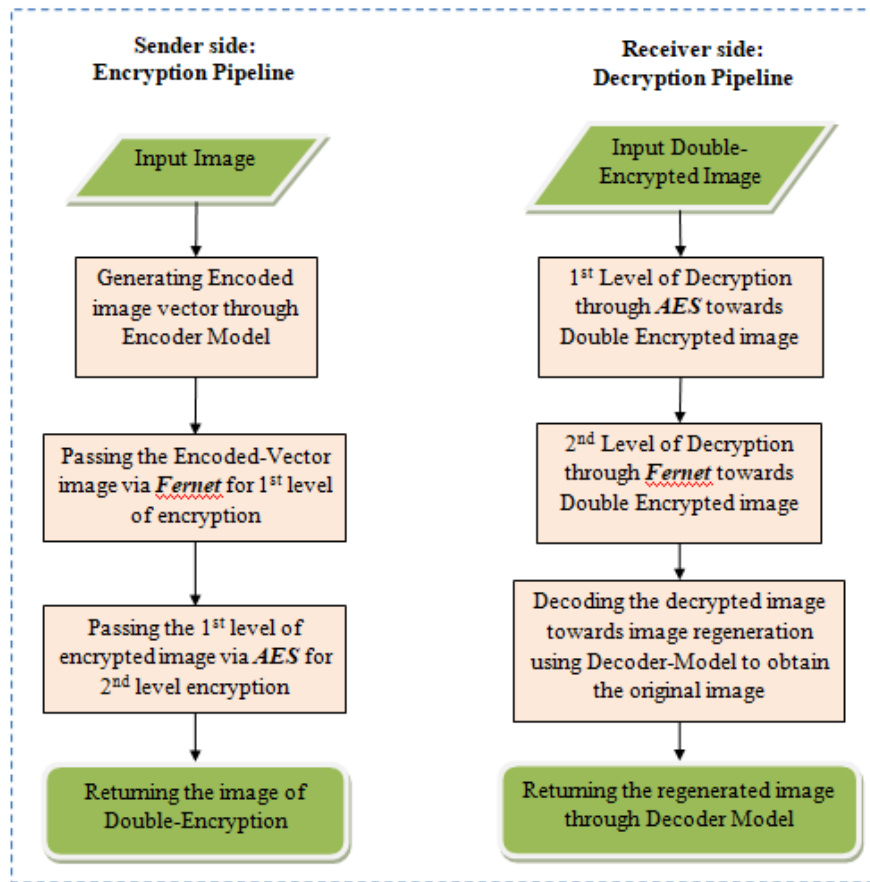 Sender side:
Encryption Pipeline
Input Image
Generating Encoded
image vector through
Encoder Model
Passing the Encoded-Vector
image via Fernet for 1st level
of encryption
Passing the 1st level of
encrypted image via AES for
2nd level encryption
Returning the image of
Double-Encryption
Receiver side:
Decryption Pipeline
Input Double-
Encrypted Image
1st Level of Decryption
through AES towards
Double Encrypted image
2nd Level of Decryption
through Fernet towards
Double Encrypted image
Decoding the decrypted image
towards image regeneration
using Decoder-Model to obtain
the original image
Returning the regenerated image
through Decoder Model